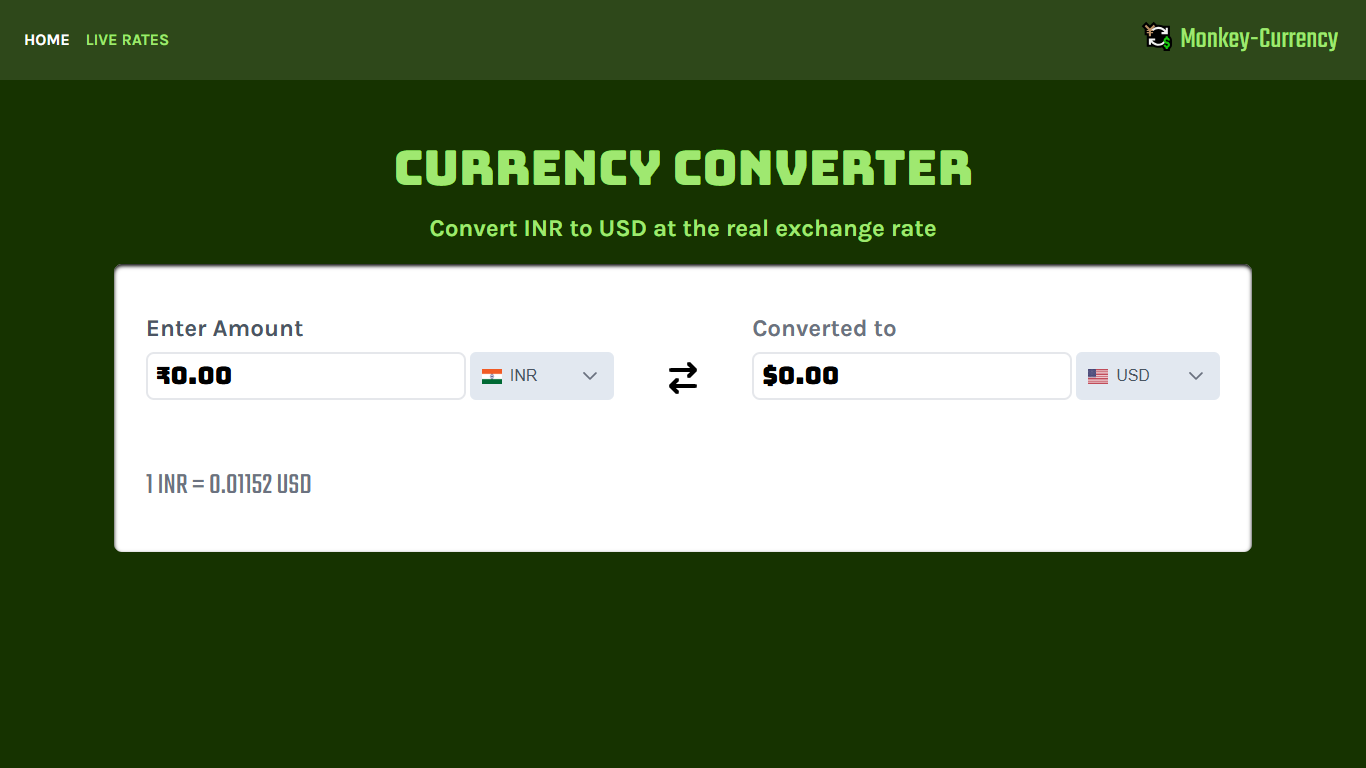 HOME LIVE RATES Monkey-Currency
CURRENCY CONVERTER
Convert INR to USD at the real exchange rate
Enter Amount Converted to
₹0.00 INR $0.00 USD
1 INR = 0.01152 USD